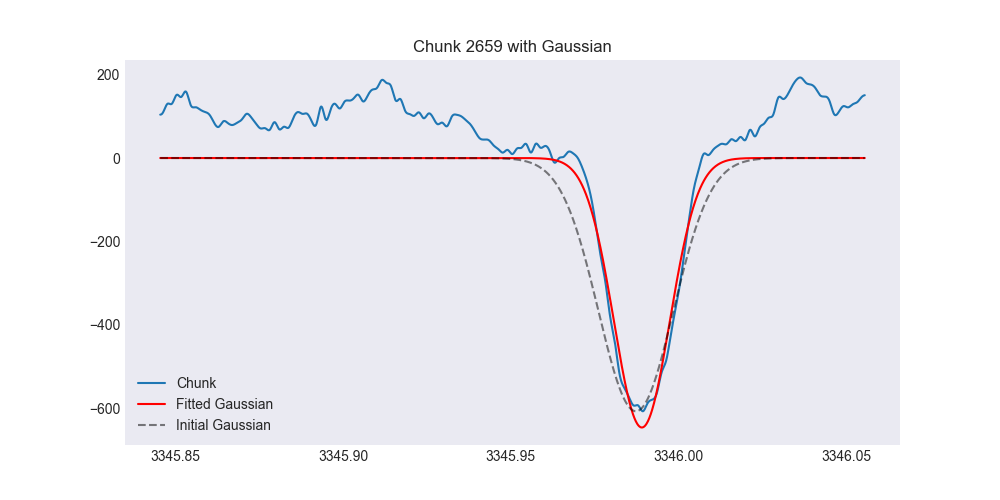 Chunk 2659 with Gaussian
200
0
−200
−400
−600
Chunk
Fitted Gaussian
Initial Gaussian
3345.85 3345.90 3345.95 3346.00 3346.05